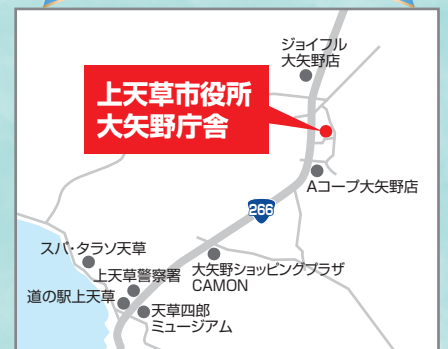 ジョイフル
大矢野店
上天草市役所
大矢野庁舎
Aコープ大矢野店
266
スパ・タラソ天草
上天草警察署
大矢野ショッピングプラザ
CAMON
道の駅上天草
天草四郎
ミュージアム